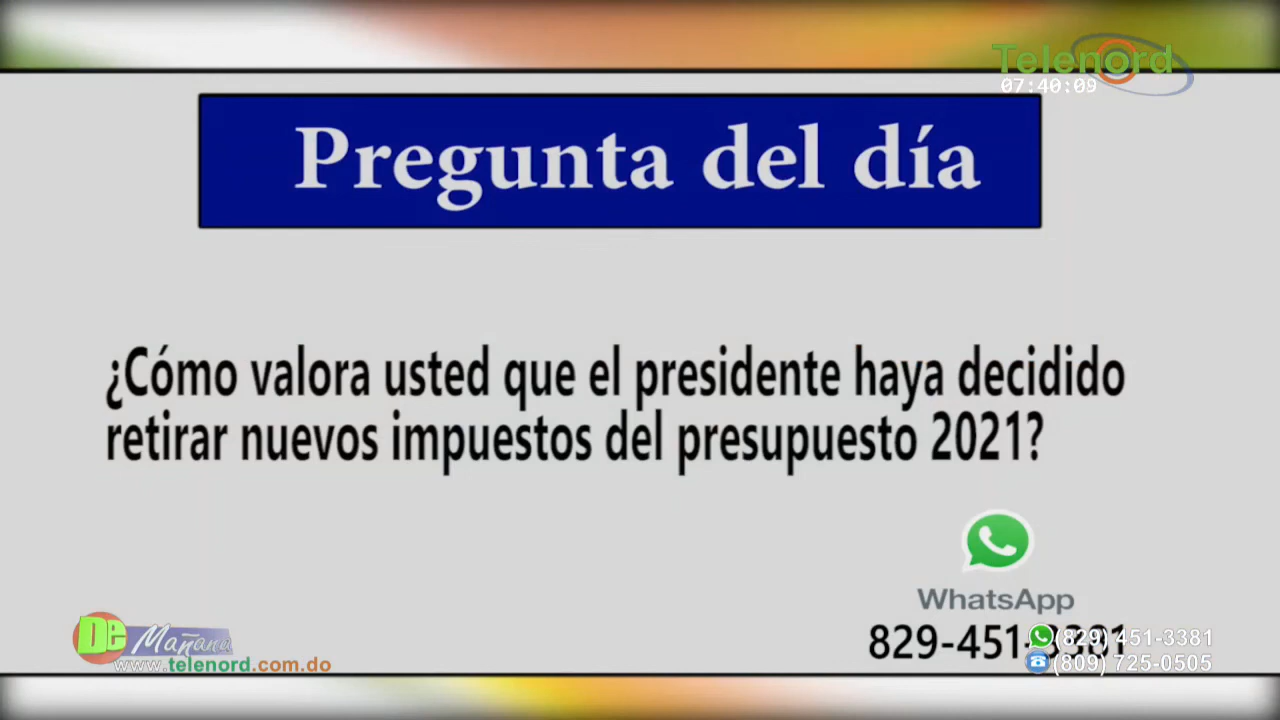 Telenord
07:40:09
Pregunta del día
¿Cómo valora usted que el presidente haya decidido
retirar nuevos impuestos del presupuesto 2021?
WhatsApp
829-451-3381
(829) 451-3381
(809) 725-0505
De Mañana
www.telenord.com.do